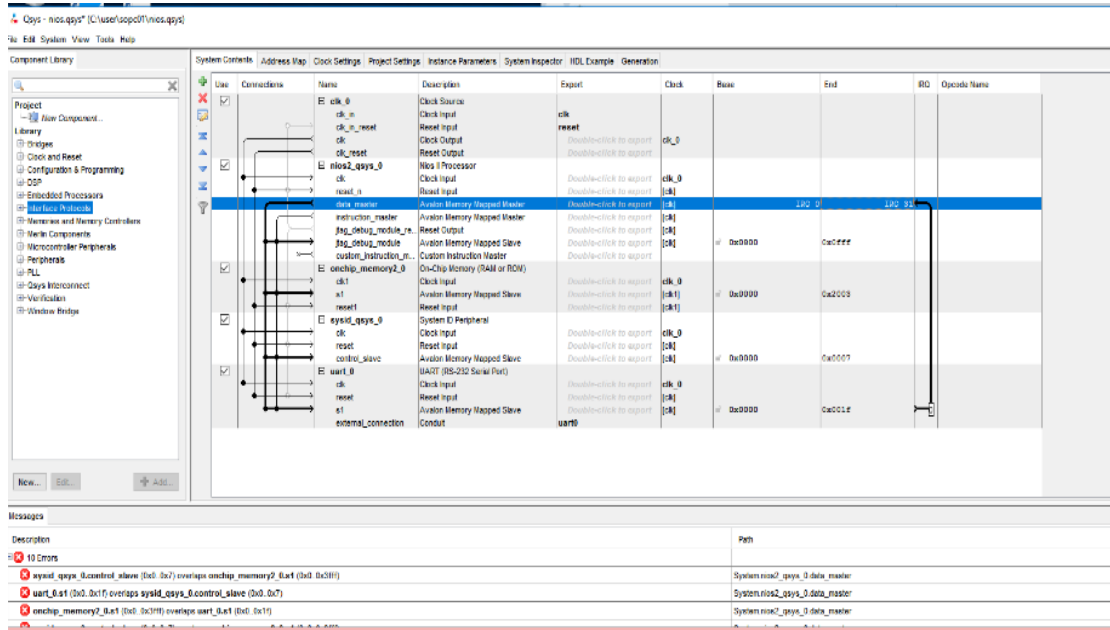 Qsys - nios.qsys* (C:\user\sopc01\nios.qsys)
File Edit System View Tools Help
Component Library
System Contents Address Map Clock Settings Project Settings Instance Parameters System Inspector HDL Example Generation
Use Connections Name Description Export Clock Base End IRQ Opcode Name
Project
New Component...
Library
Bridges
Clock and Reset
Configuration & Programming
DSP
Embedded Processors
Interface Protocols
Memories and Memory Controllers
Merlin Components
Microcontroller Peripherals
Peripherals
PLL
Qsys Interconnect
Verification
Window Bridge
New... Edit... Add...
clk_0 Clock Source
clk_in Clock Input clk
clk_in_reset Reset Input reset
clk Clock Output Double-click to export clk_0
clk_reset Reset Output Double-click to export
nios2_qsys_0 Nios II Processor
clk Clock Input Double-click to export clk_0
reset_n Reset Input Double-click to export [clk]
data_master Avalon Memory Mapped Master Double-click to export [clk] IRQ 0 IRQ 31
instruction_master Avalon Memory Mapped Master Double-click to export [clk]
jtag_debug_module_re... Reset Output Double-click to export [clk]
jtag_debug_module Avalon Memory Mapped Slave Double-click to export [clk] 0x0800 0x0fff
custom_instruction_m... Custom Instruction Master Double-click to export
onchip_memory2_0 On-Chip Memory (RAM or ROM)
clk1 Clock Input Double-click to export clk_0
s1 Avalon Memory Mapped Slave Double-click to export [clk1] 0x0000
reset1 Reset Input Double-click to export [clk1]
sysid_qsys_0 System ID Peripheral
clk Clock Input Double-click to export clk_0
reset Reset Input Double-click to export [clk]
control_slave Avalon Memory Mapped Slave Double-click to export [clk] 0x0000 0x0007
uart_0 UART (RS-232 Serial Port)
clk Clock Input Double-click to export clk_0
reset Reset Input Double-click to export [clk]
s1 Avalon Memory Mapped Slave Double-click to export [clk] 0x0000 0x001f
external_connection Conduit uart0
Messages
Description Path
10 Errors
sysid_qsys_0.control_slave (0x0..0x7) overlaps onchip_memory2_0.s1 (0x0..0x3fff) System.nios2_qsys_0.data_master
uart_0.s1 (0x0..0x1f) overlaps sysid_qsys_0.control_slave (0x0..0x7) System.nios2_qsys_0.data_master
onchip_memory2_0.s1 (0x0..0x3fff) overlaps uart_0.s1 (0x0..0x1f) System.nios2_qsys_0.data_master